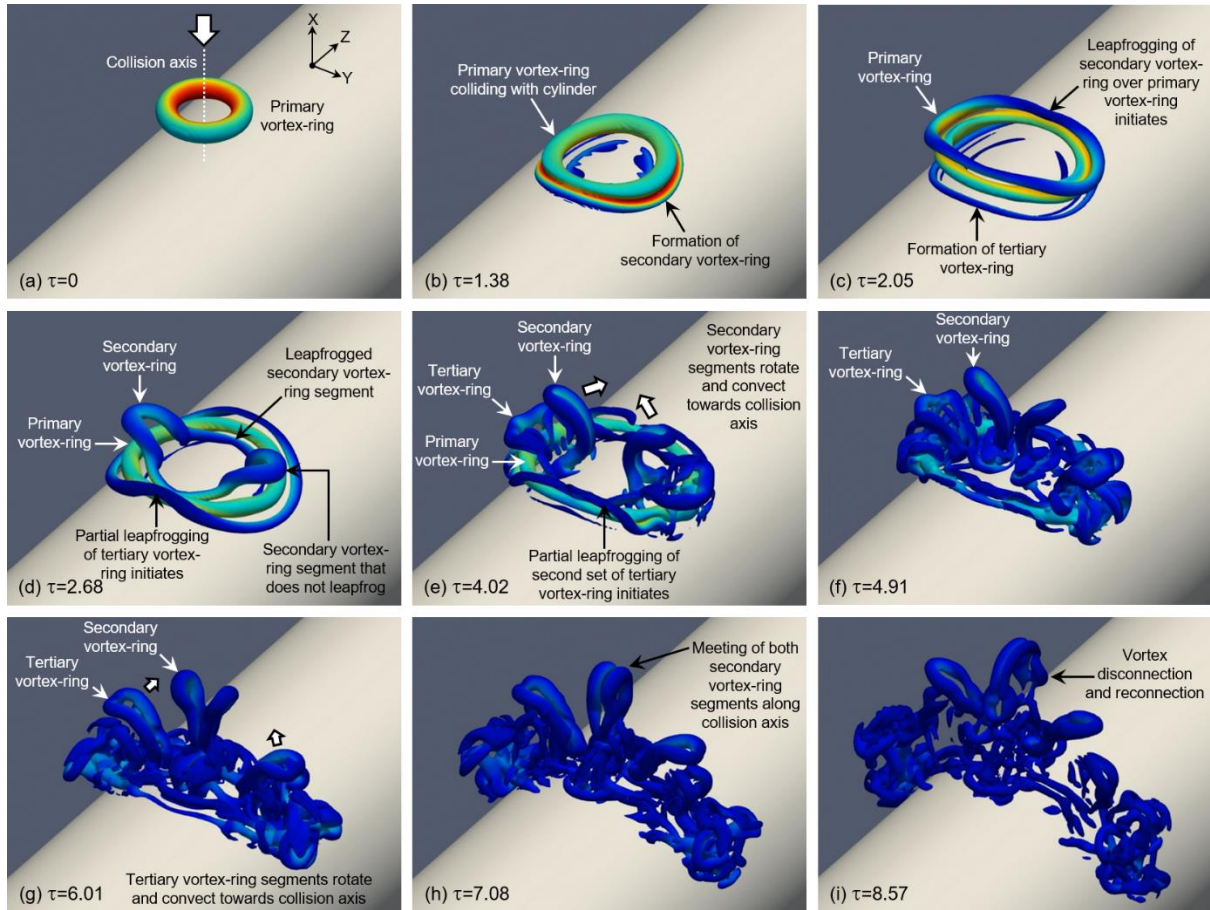 X
Z
Y
Collision axis
Primary
vortex-ring
(a) τ=0
Primary vortex-ring
colliding with cylinder
Formation of
secondary vortex-ring
(b) τ=1.38
Primary
vortex-ring
Leapfrogging of
secondary vortex-
ring over primary
vortex-ring
initiates
Formation of tertiary
vortex-ring
(c) τ=2.05
Secondary
vortex-ring
Leapfrogged
secondary vortex-
ring segment
Primary
vortex-ring
Partial leapfrogging
of tertiary vortex-
ring initiates
Secondary vortex-
ring segment that
does not leapfrog
(d) τ=2.68
Secondary
vortex-ring
Tertiary
vortex-ring
Primary
vortex-ring
Secondary
vortex-ring
segments rotate
and convect
towards collision
axis
Partial leapfrogging of
second set of tertiary
vortex-ring initiates
(e) τ=4.02
Secondary
vortex-ring
Tertiary
vortex-ring
(f) τ=4.91
Secondary
vortex-ring
Tertiary
vortex-ring
(g) τ=6.01
Tertiary vortex-ring segments rotate
and convect towards collision axis
Meeting of both
secondary
vortex-ring
segments along
collision axis
(h) τ=7.08
Vortex
disconnection
and reconnection
(i) τ=8.57